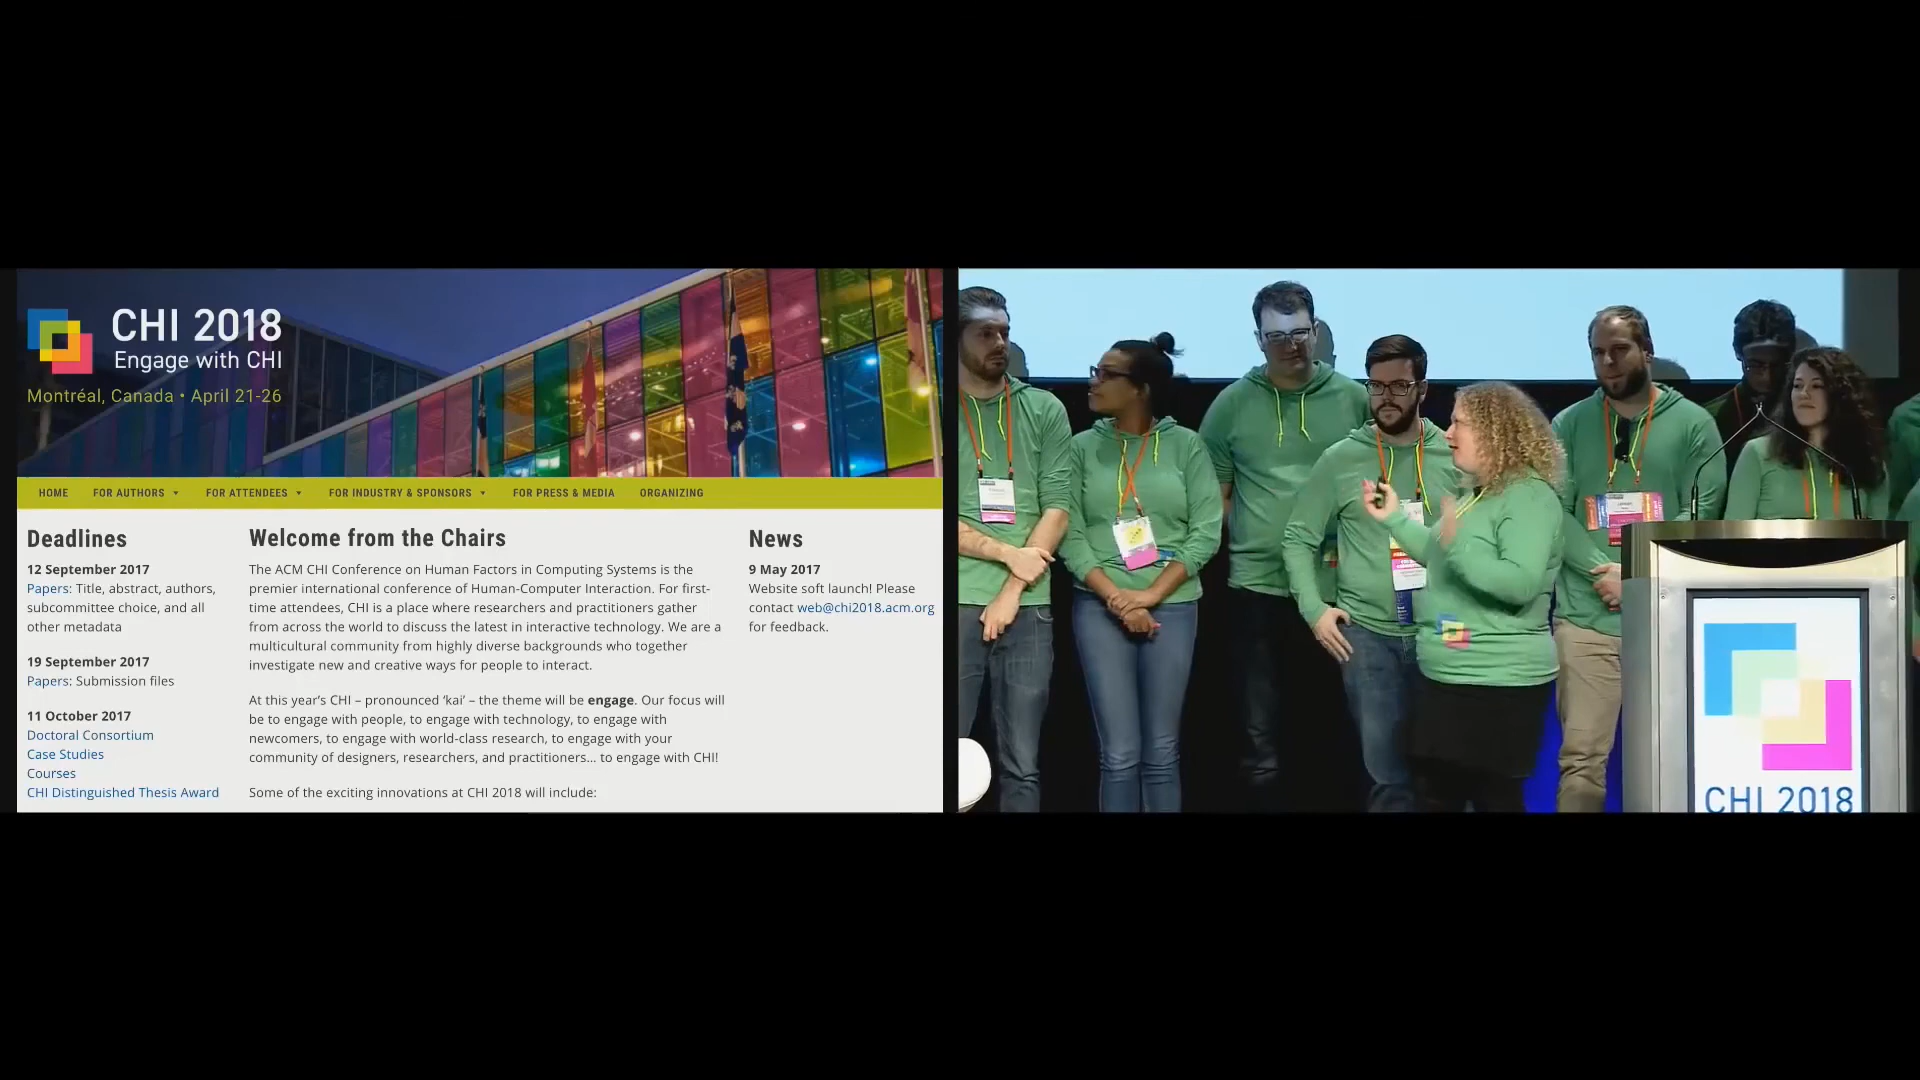 CHI 2018
Engage with CHI
Montréal, Canada • April 21-26
HOME FOR AUTHORS FOR ATTENDEES FOR INDUSTRY & SPONSORS FOR PRESS & MEDIA ORGANIZING
Deadlines
12 September 2017
Papers: Title, abstract, authors,
subcommittee choice, and all
other metadata
19 September 2017
Papers: Submission files
11 October 2017
Doctoral Consortium
Case Studies
Courses
CHI Distinguished Thesis Award
Welcome from the Chairs
The ACM CHI Conference on Human Factors in Computing Systems is the
premier international conference of Human-Computer Interaction. For first-
time attendees, CHI is a place where researchers and practitioners gather
from across the world to discuss the latest in interactive technology. We are a
multicultural community from highly diverse backgrounds who together
investigate new and creative ways for people to interact.
At this year’s CHI – pronounced ‘kai’ – the theme will be engage. Our focus will
be to engage with people, to engage with technology, to engage with
newcomers, to engage with world-class research, to engage with your
community of designers, researchers, and practitioners… to engage with CHI!
Some of the exciting innovations at CHI 2018 will include:
News
9 May 2017
Website soft launch! Please
contact web@chi2018.acm.org
for feedback.
CHI 2018